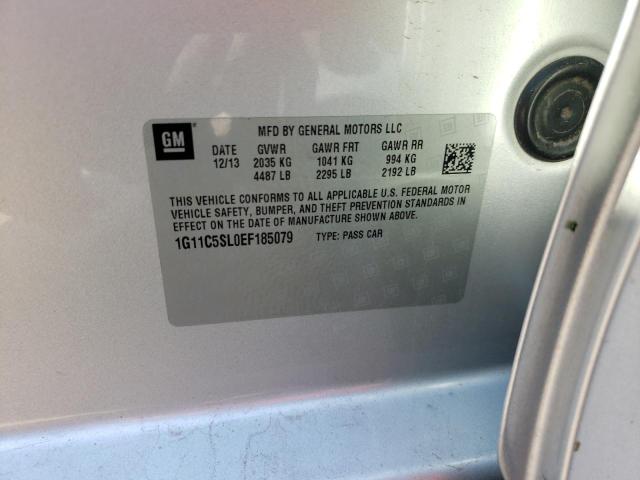 GM
MFD BY GENERAL MOTORS LLC
DATE GVWR GAWR FRT GAWR RR
12/13 2035 KG 1041 KG 994 KG
4487 LB 2295 LB 2192 LB
THIS VEHICLE CONFORMS TO ALL APPLICABLE U.S. FEDERAL MOTOR
VEHICLE SAFETY, BUMPER, AND THEFT PREVENTION STANDARDS IN
EFFECT ON THE DATE OF MANUFACTURE SHOWN ABOVE.
1G11C5SL0EF185079 TYPE: PASS CAR